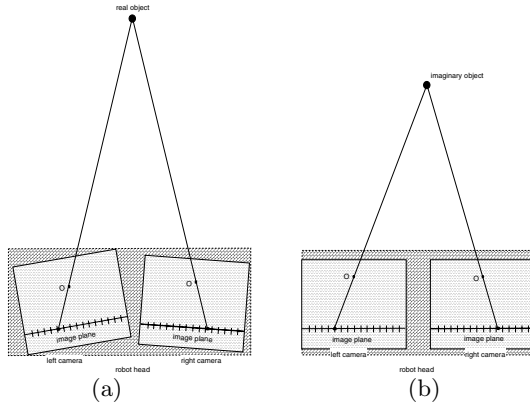 real object
O
O
image plane
image plane
left camera
right camera
robot head
(a)
imaginary object
O
O
image plane
image plane
left camera
right camera
robot head
(b)